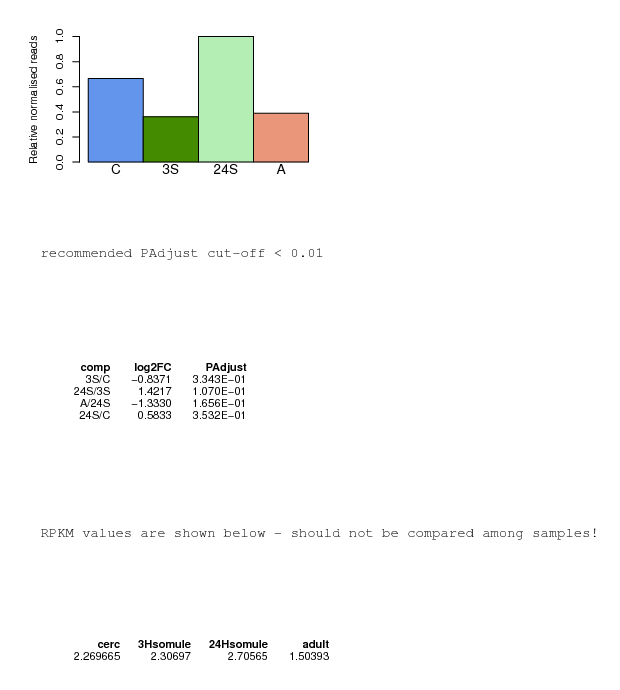 Relative normalised reads
1.0
0.8
0.6
0.4
0.2
0.0
C 3S 24S A
recommended PAdjust cut-off < 0.01
comp log2FC PAdjust
3S/C −0.8371 3.343E−01
24S/3S 1.4217 1.070E−01
A/24S −1.3330 1.656E−01
24S/C 0.5833 3.532E−01
RPKM values are shown below - should not be compared among samples!
cerc 3Hsomule 24Hsomule adult
2.269665 2.30697 2.70565 1.50393